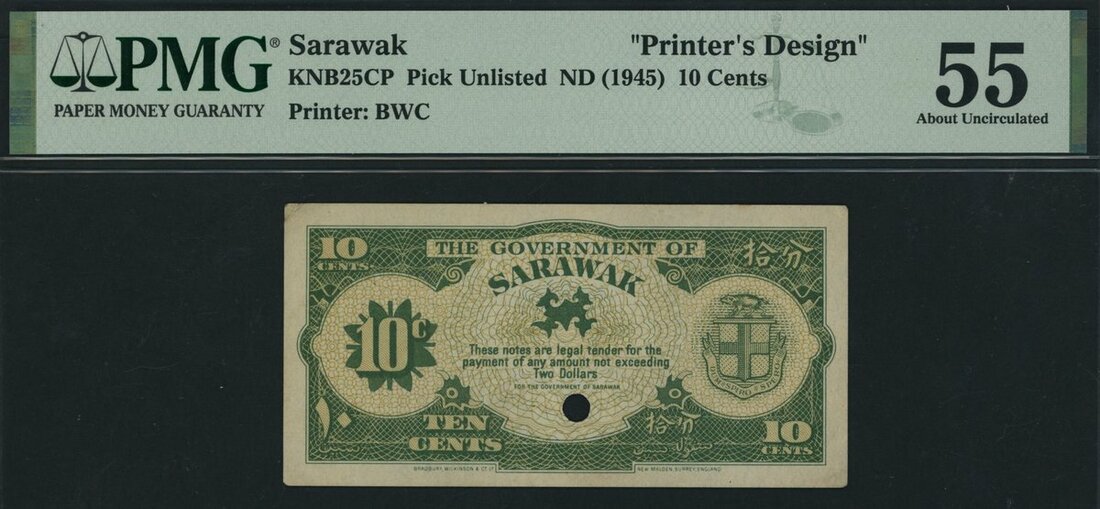 PMG®
PAPER MONEY GUARANTY
Sarawak "Printer's Design"
KNB25CP Pick Unlisted ND (1945) 10 Cents
Printer: BWC
55
About Uncirculated
10
CENTS
THE GOVERNMENT OF
SARAWAK
拾分
10c
These notes are legal tender for the
payment of any amount not exceeding
Two Dollars
FOR THE GOVERNMENT OF SARAWAK
١٠
TEN
CENTS
拾分
10
CENTS
BRADBURY, WILKINSON & Cº Lᵈ
NEW MALDEN, SURREY, ENGLAND